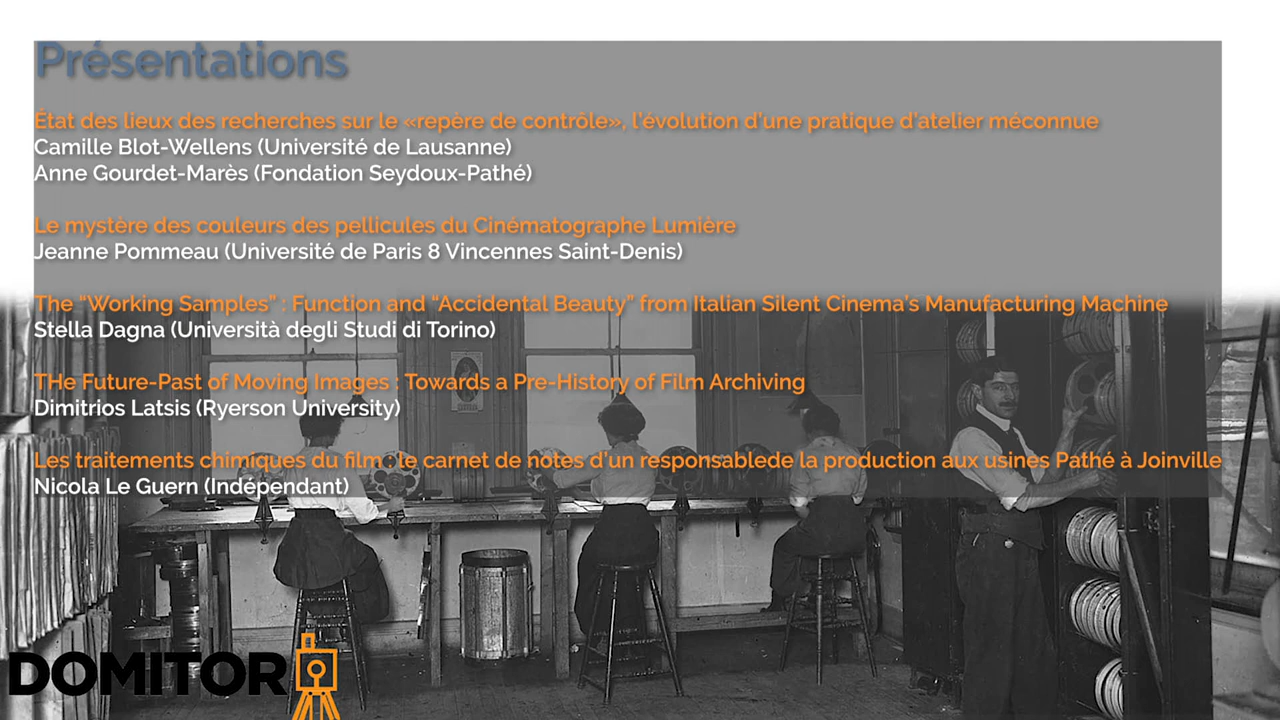 Présentations
État des lieux des recherches sur le «repère de contrôle», l'évolution d'une pratique d'atelier méconnue
Camille Blot-Wellens (Université de Lausanne)
Anne Gourdet-Marès (Fondation Seydoux-Pathé)
Le mystère des couleurs des pellicules du Cinématographe Lumière
Jeanne Pommeau (Université de Paris 8 Vincennes Saint-Denis)
The “Working Samples” : Function and “Accidental Beauty” from Italian Silent Cinema's Manufacturing Machine
Stella Dagna (Università degli Studi di Torino)
THe Future-Past of Moving Images : Towards a Pre-History of Film Archiving
Dimitrios Latsis (Ryerson University)
Les traitements chimiques du film : le carnet de notes d'un responsablede la production aux usines Pathé à Joinville
Nicola Le Guern (Indépendant)
DOMITOR